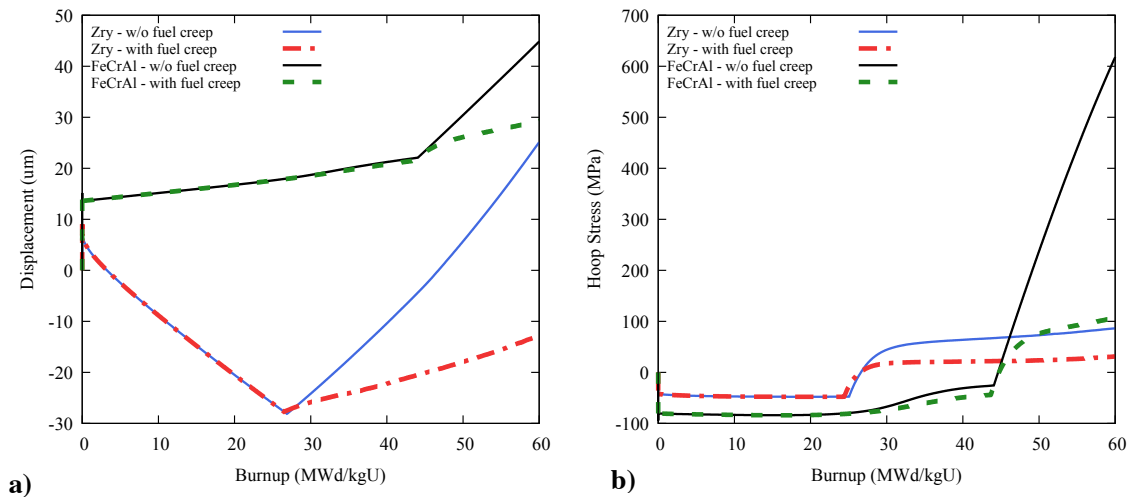 Zry - w/o fuel creep
Zry - with fuel creep
FeCrAl - w/o fuel creep
FeCrAl - with fuel creep
50
40
30
20
10
0
-10
-20
-30
Displacement (um)
0 10 20 30 40 50 60
Burnup (MWd/kgU)
a)
Zry - w/o fuel creep
Zry - with fuel creep
FeCrAl - w/o fuel creep
FeCrAl - with fuel creep
700
600
500
400
300
200
100
0
-100
Hoop Stress (MPa)
0 10 20 30 40 50 60
Burnup (MWd/kgU)
b)